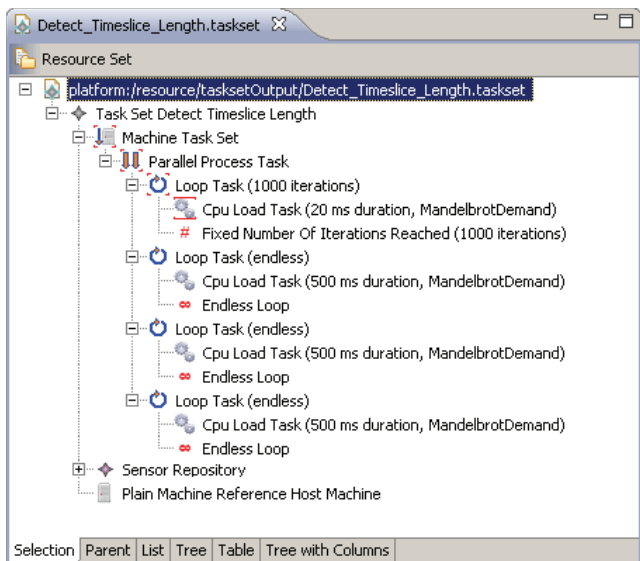 Detect_Timeslice_Length.taskset
Resource Set
platform:/resource/tasksetOutput/Detect_Timeslice_Length.taskset
Task Set Detect Timeslice Length
Machine Task Set
Parallel Process Task
Loop Task (1000 iterations)
Cpu Load Task (20 ms duration, MandelbrotDemand)
# Fixed Number Of Iterations Reached (1000 iterations)
Loop Task (endless)
Cpu Load Task (500 ms duration, MandelbrotDemand)
∞ Endless Loop
Loop Task (endless)
Cpu Load Task (500 ms duration, MandelbrotDemand)
∞ Endless Loop
Loop Task (endless)
Cpu Load Task (500 ms duration, MandelbrotDemand)
∞ Endless Loop
Sensor Repository
Plain Machine Reference Host Machine
Selection Parent List Tree Table Tree with Columns